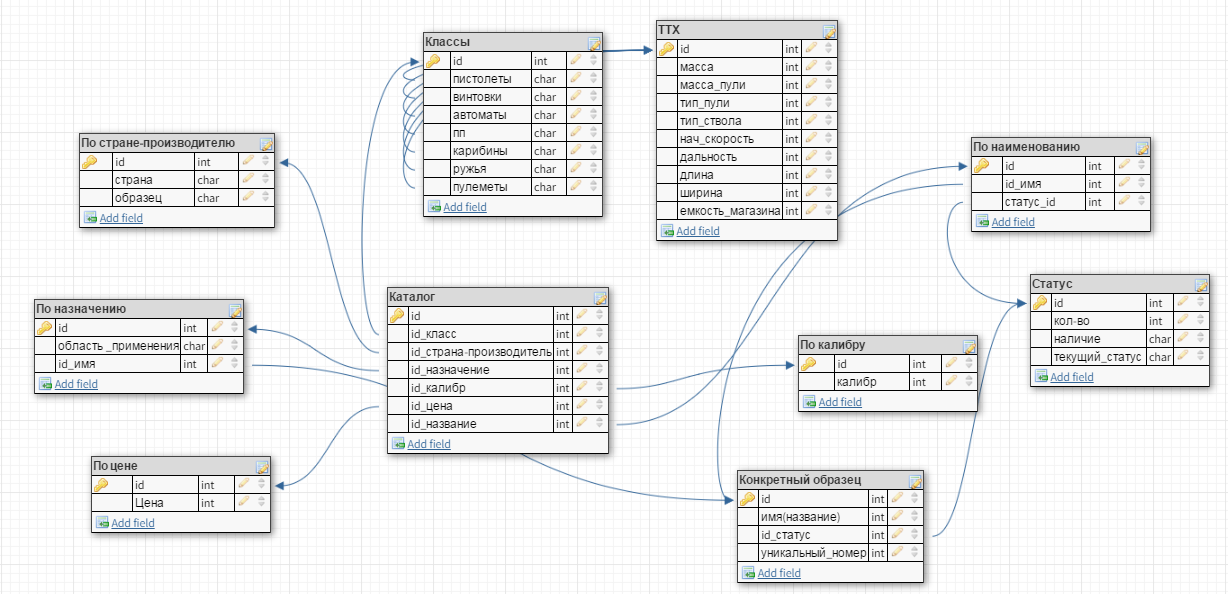 Классы
id int
пистолеты char
винтовки char
автоматы char
пп char
карибины char
ружья char
пулеметы char
Add field
ТТХ
id int
масса int
масса_пули int
тип_пули int
тип_ствола int
нач_скорость int
дальность int
длина int
ширина int
емкость_магазина int
Add field
По стране-производителю
id int
страна char
образец char
Add field
По наименованию
id int
id_имя int
статус_id int
Add field
Статус
id int
кол-во int
наличие char
текущий_статус char
Add field
По назначению
id int
область _применения char
id_имя int
Add field
Каталог
id int
id_класс int
id_страна-производитель int
id_назначение int
id_калибр int
id_цена int
id_название int
Add field
По калибру
id int
калибр int
Add field
По цене
id int
Цена int
Add field
Конкретный образец
id int
имя(название) int
id_статус int
уникальный_номер int
Add field